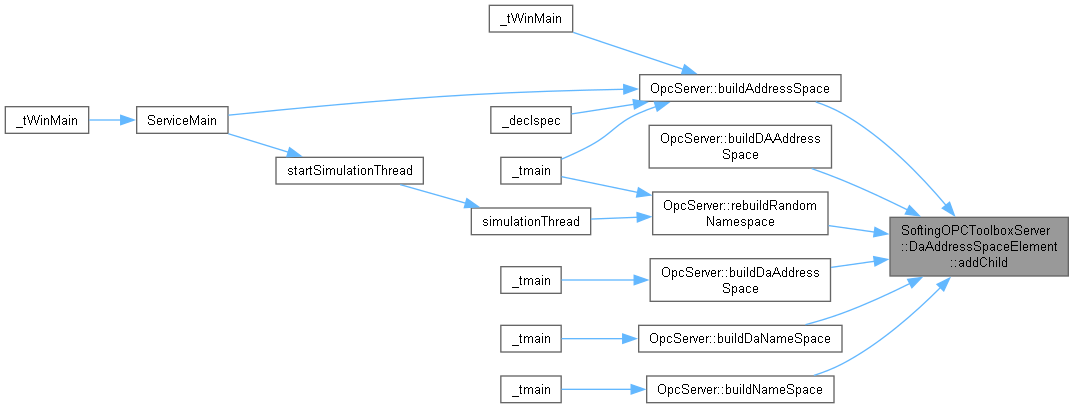 _tWinMain
OpcServer::buildAddressSpace
_tWinMain
ServiceMain
_declspec
OpcServer::buildDAAddress
Space
_tmain
startSimulationThread
OpcServer::rebuildRandom
Namespace
simulationThread
SoftingOPCToolboxServer
::DaAddressSpaceElement
::addChild
_tmain
OpcServer::buildDaAddress
Space
_tmain
OpcServer::buildDaNameSpace
_tmain
OpcServer::buildNameSpace